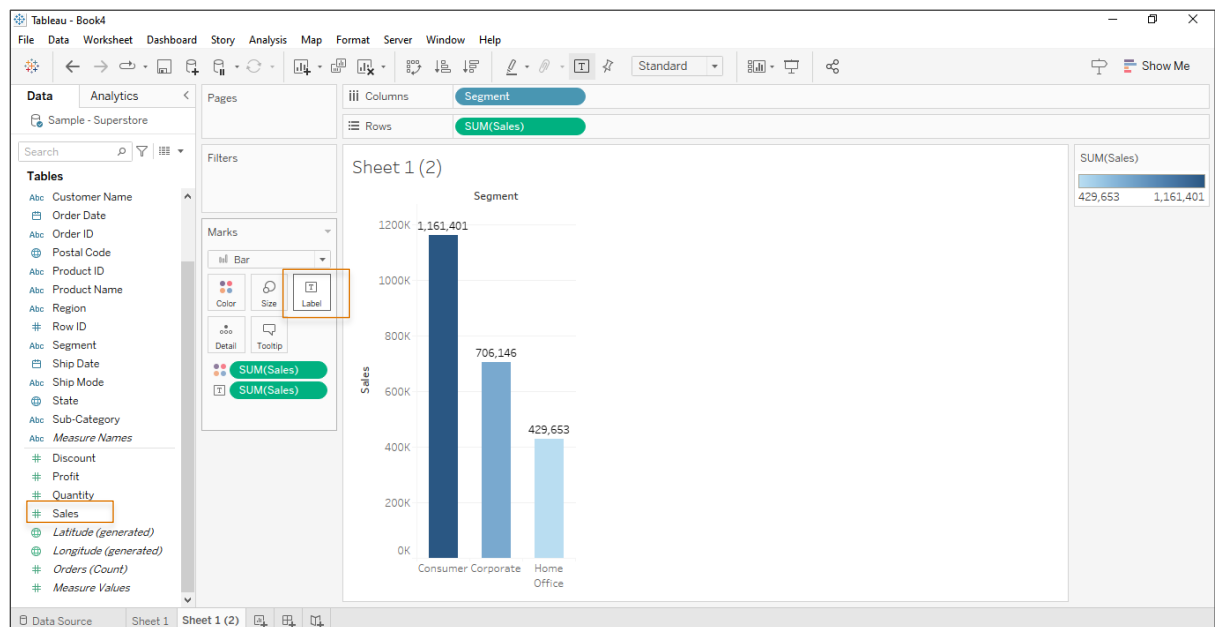 Tableau - Book4
File Data Worksheet Dashboard Story Analysis Map Format Server Window Help
Standard
Show Me
Data Analytics
Sample - Superstore
Search
Tables
Abc Customer Name
Order Date
Abc Order ID
Postal Code
Abc Product ID
Abc Product Name
Abc Region
# Row ID
Abc Segment
Ship Date
Abc Ship Mode
State
Abc Sub-Category
Abc Measure Names
# Discount
# Profit
# Quantity
# Sales
Latitude (generated)
Longitude (generated)
# Orders (Count)
# Measure Values
Pages
Filters
Marks
Bar
Color Size T Label
Detail Tooltip
SUM(Sales)
T SUM(Sales)
iii Columns Segment
Rows SUM(Sales)
Sheet 1 (2)
Segment
Sales
1200K
1000K
800K
600K
400K
200K
0K
1,161,401
706,146
429,653
Consumer Corporate Home
Office
SUM(Sales)
429,653 1,161,401
Data Source Sheet 1 Sheet 1 (2)